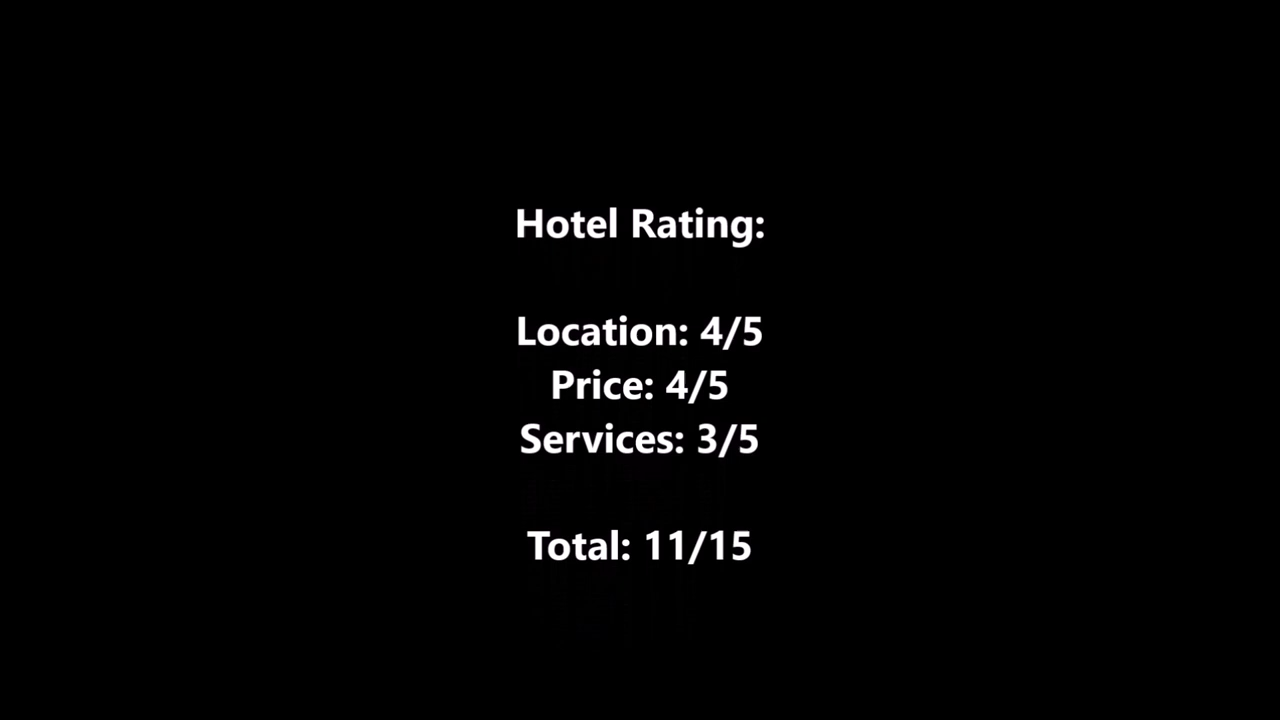 Hotel Rating:
Location: 4/5
Price: 4/5
Services: 3/5
Total: 11/15